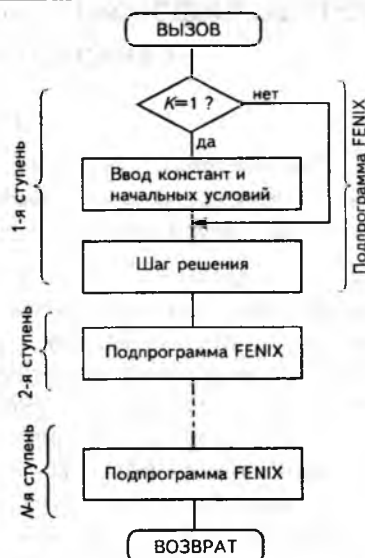 ВЫЗОВ
К=1 ?
нет
да
Ввод констант и
начальных условий
Шаг решения
1-я ступень
Подпрограмма FENIX
Подпрограмма FENIX
2-я ступень
Подпрограмма FENIX
N-я ступень
ВОЗВРАТ